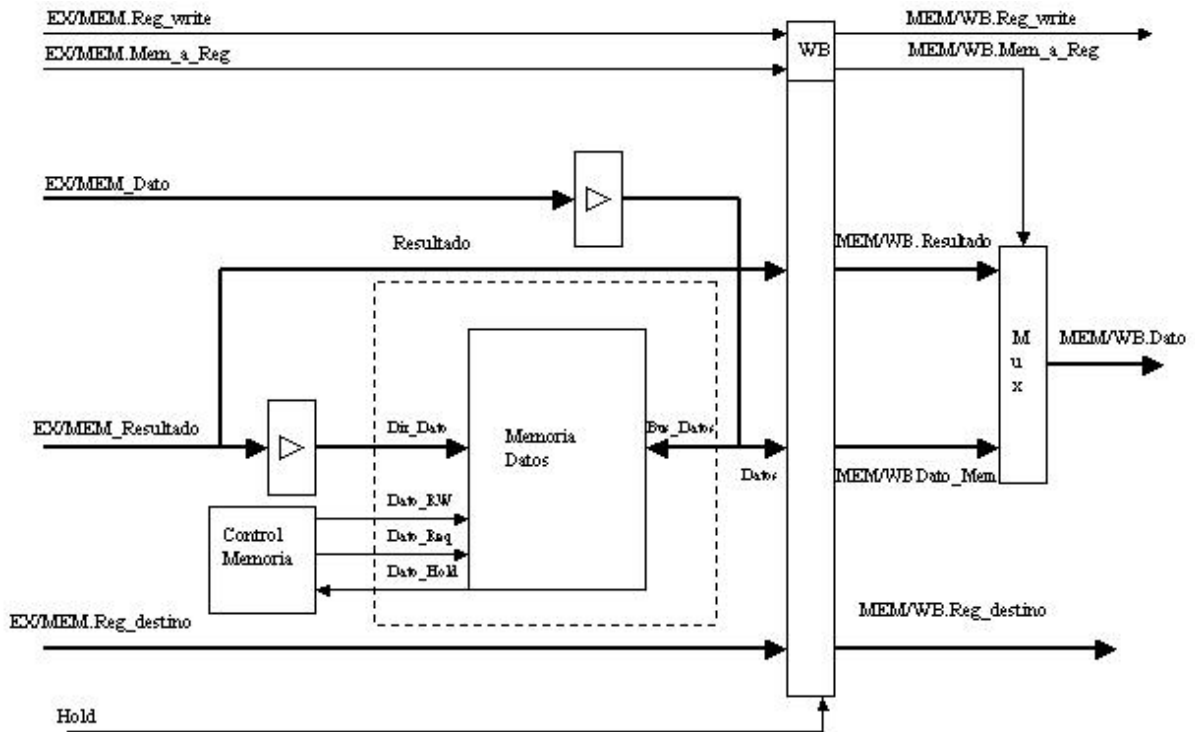 EX/MEM.Reg_write
MEM/WB.Reg_write
EX/MEM.Mem_a_Reg
WB
MEM/WB.Mem_a_Reg
EX/MEM_Dato
Resultado
MEM/WB.Resultado
M
u
x
MEM/WB.Dato
EX/MEM_Resultado
Dir_Dato
Memoria
Datos
Bus_Datos
Datos
MEM/WB Dato_Mem
Control
Memoria
Dato_RW
Dato_Req
Dato_Hold
EX/MEM.Reg_destino
MEM/WB.Reg_destino
Hold